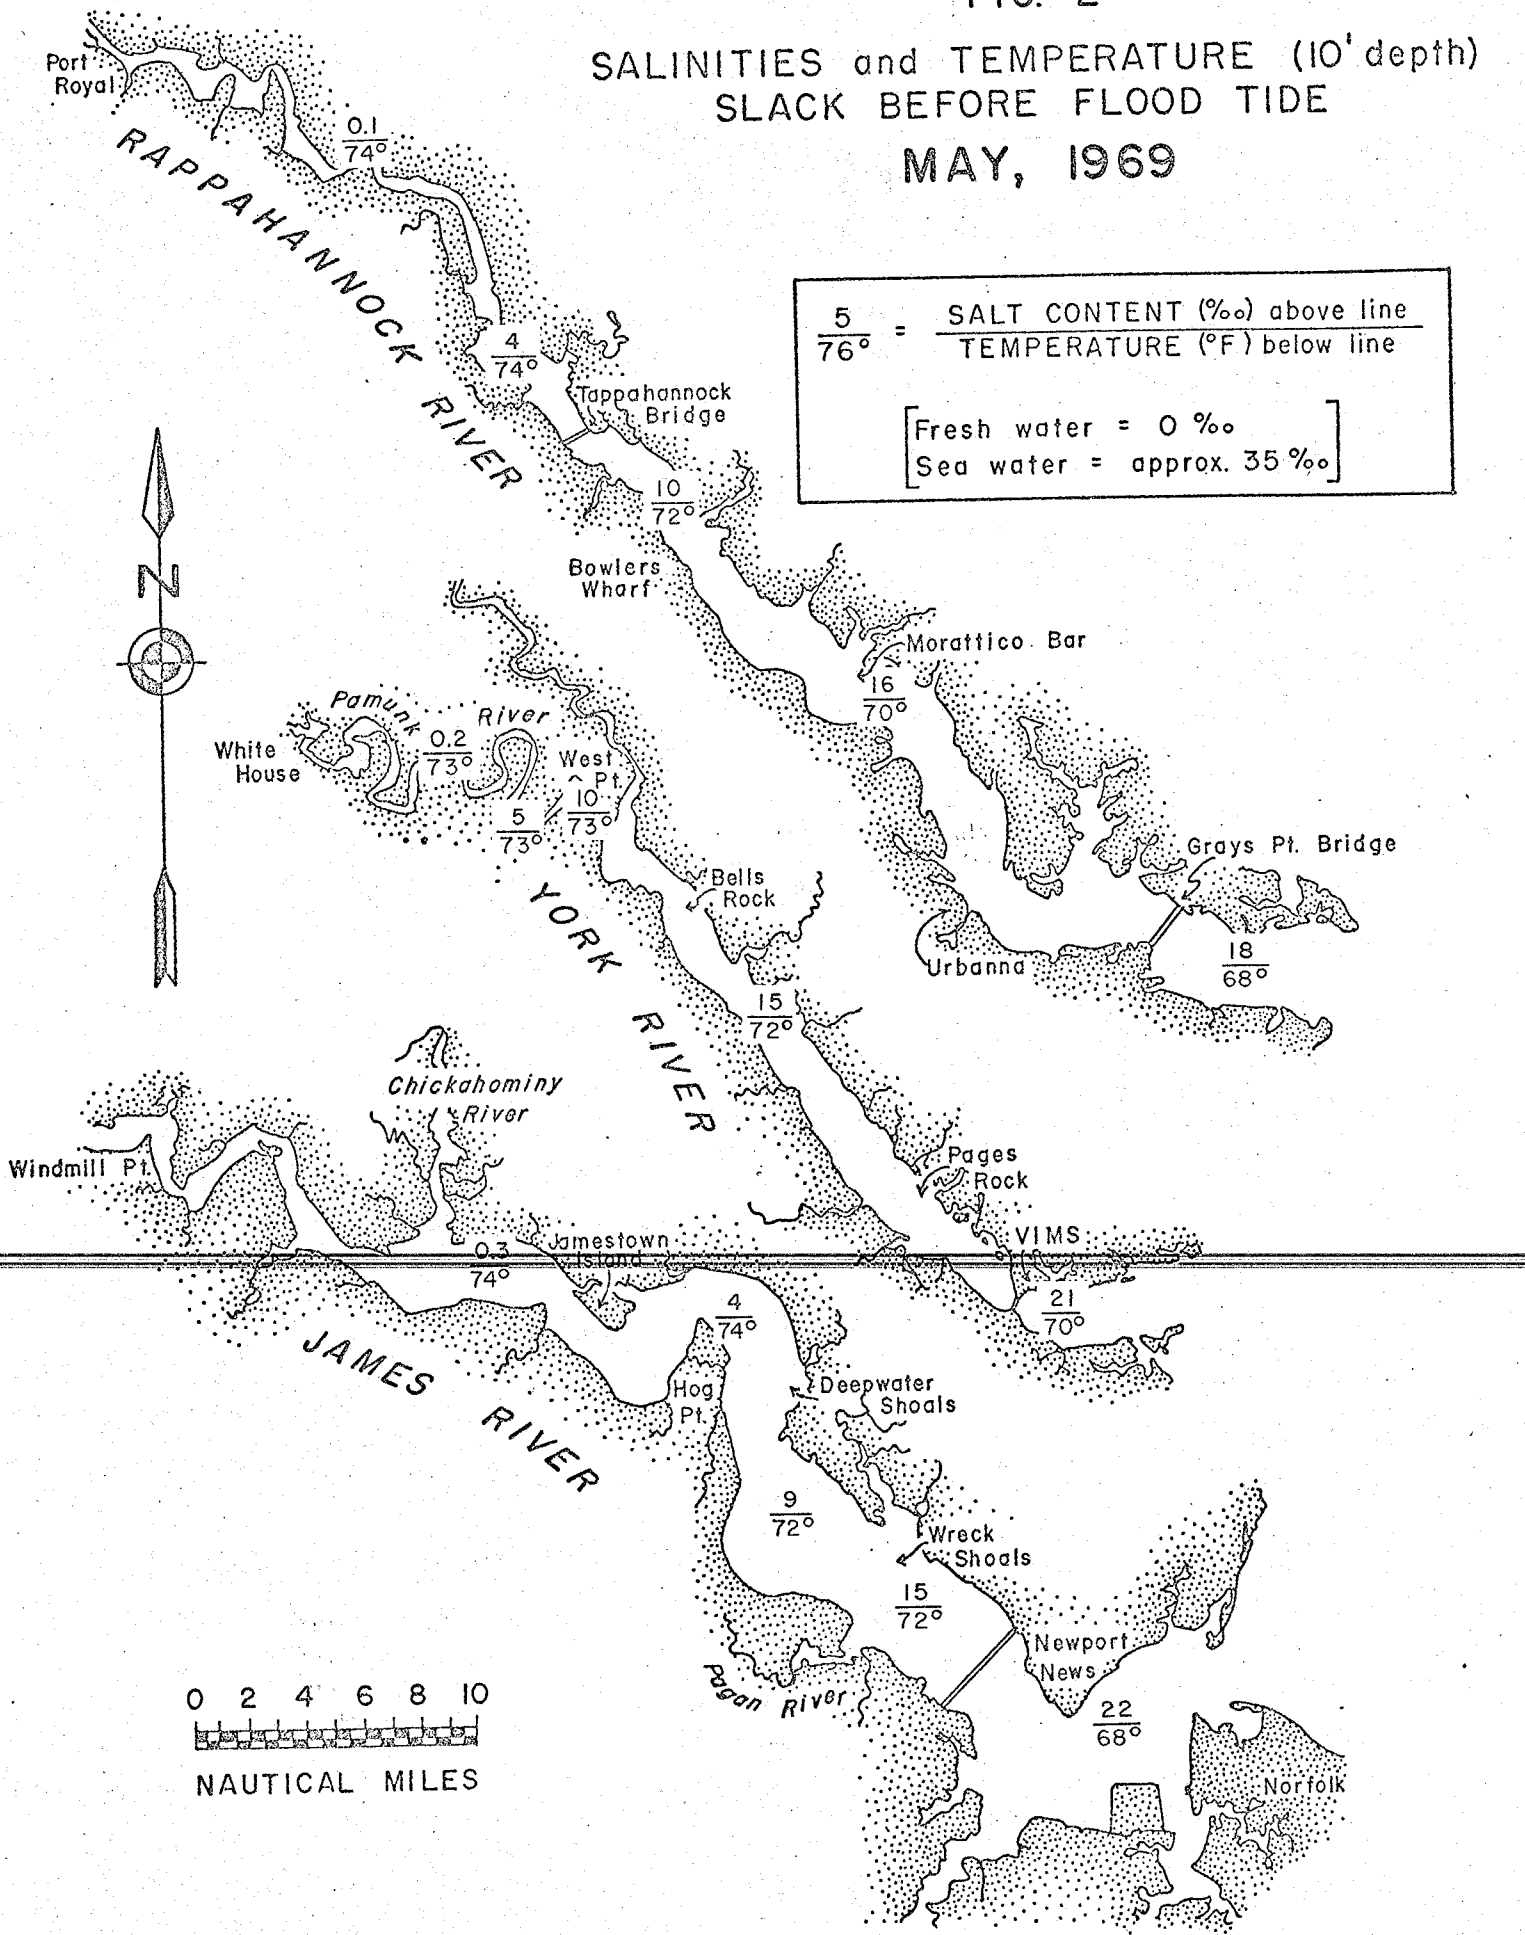 FIG. 2
SALINITIES and TEMPERATURE (10' depth)
SLACK BEFORE FLOOD TIDE
MAY, 1969
5
76°
=
SALT CONTENT (‰) above line
TEMPERATURE (°F) below line
Fresh water = 0 ‰
Sea water = approx. 35 ‰
Port
Royal
0.1
74°
RAPPAHANNOCK RIVER
4
74°
Tappahannock
Bridge
10
72°
Bowlers
Wharf
N
Morattico Bar
16
70°
Grays Pt. Bridge
Urbanna
18
68°
Pamunk River
White
House
0.2
73°
5
73°
West
Pt.
10
73°
Bells
Rock
YORK RIVER
15
72°
Pages
Rock
VIMS
21
70°
Chickahominy
River
Windmill Pt.
0.3
74°
Jamestown
Island
JAMES RIVER
4
74°
Hog
Pt.
Deepwater
Shoals
9
72°
Wreck
Shoals
15
72°
Newport
News
Pagan River
22
68°
Norfolk
0 2 4 6 8 10
NAUTICAL MILES